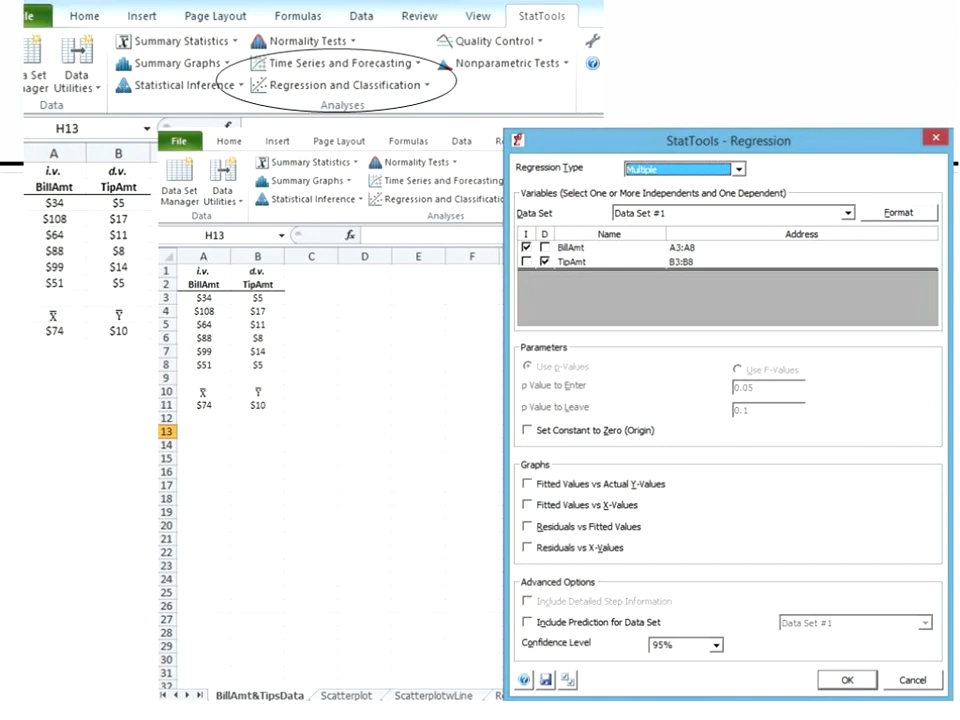 le Home Insert Page Layout Formulas Data Review View StatTools
Summary Statistics Normality Tests Quality Control
Summary Graphs Time Series and Forecasting Nonparametric Tests
Statistical Inference Regression and Classification
a Set Data
ager Utilities
Data Analyses
H13
A B
i.v. d.v.
BillAmt TipAmt
$34 $5
$108 $17
$64 $11
$88 $8
$99 $14
$51 $5
X̅ Y̅
$74 $10
File Home Insert Page Layout Formulas Data
Summary Statistics Normality Tests
Summary Graphs Time Series and Forecasting
Statistical Inference Regression and Classificatio
Data Set Data
Manager Utilities
Data Analyses
H13 fx
A B C D E F
1 i.v. d.v.
2 BillAmt TipAmt
3 $34 $5
4 $108 $17
5 $64 $11
6 $88 $8
7 $99 $14
8 $51 $5
9
10 X̅ Y̅
11 $74 $10
12
13
14
15
16
17
18
19
20
21
22
23
24
25
26
27
28
29
30
31
32
BillAmt&TipsData Scatterplot ScatterplotwLine
StatTools - Regression
Regression Type Multiple
Variables (Select One or More Independents and One Dependent)
Data Set Data Set #1 Format
I D Name Address
BillAmt A3:A8
TipAmt B3:B8
Parameters
Use p-Values Use F-Values
p Value to Enter 0.05
p Value to Leave 0.1
Set Constant to Zero (Origin)
Graphs
Fitted Values vs Actual Y-Values
Fitted Values vs X-Values
Residuals vs Fitted Values
Residuals vs X-Values
Advanced Options
Include Detailed Step Information
Include Prediction for Data Set Data Set #1
Confidence Level 95%
OK Cancel